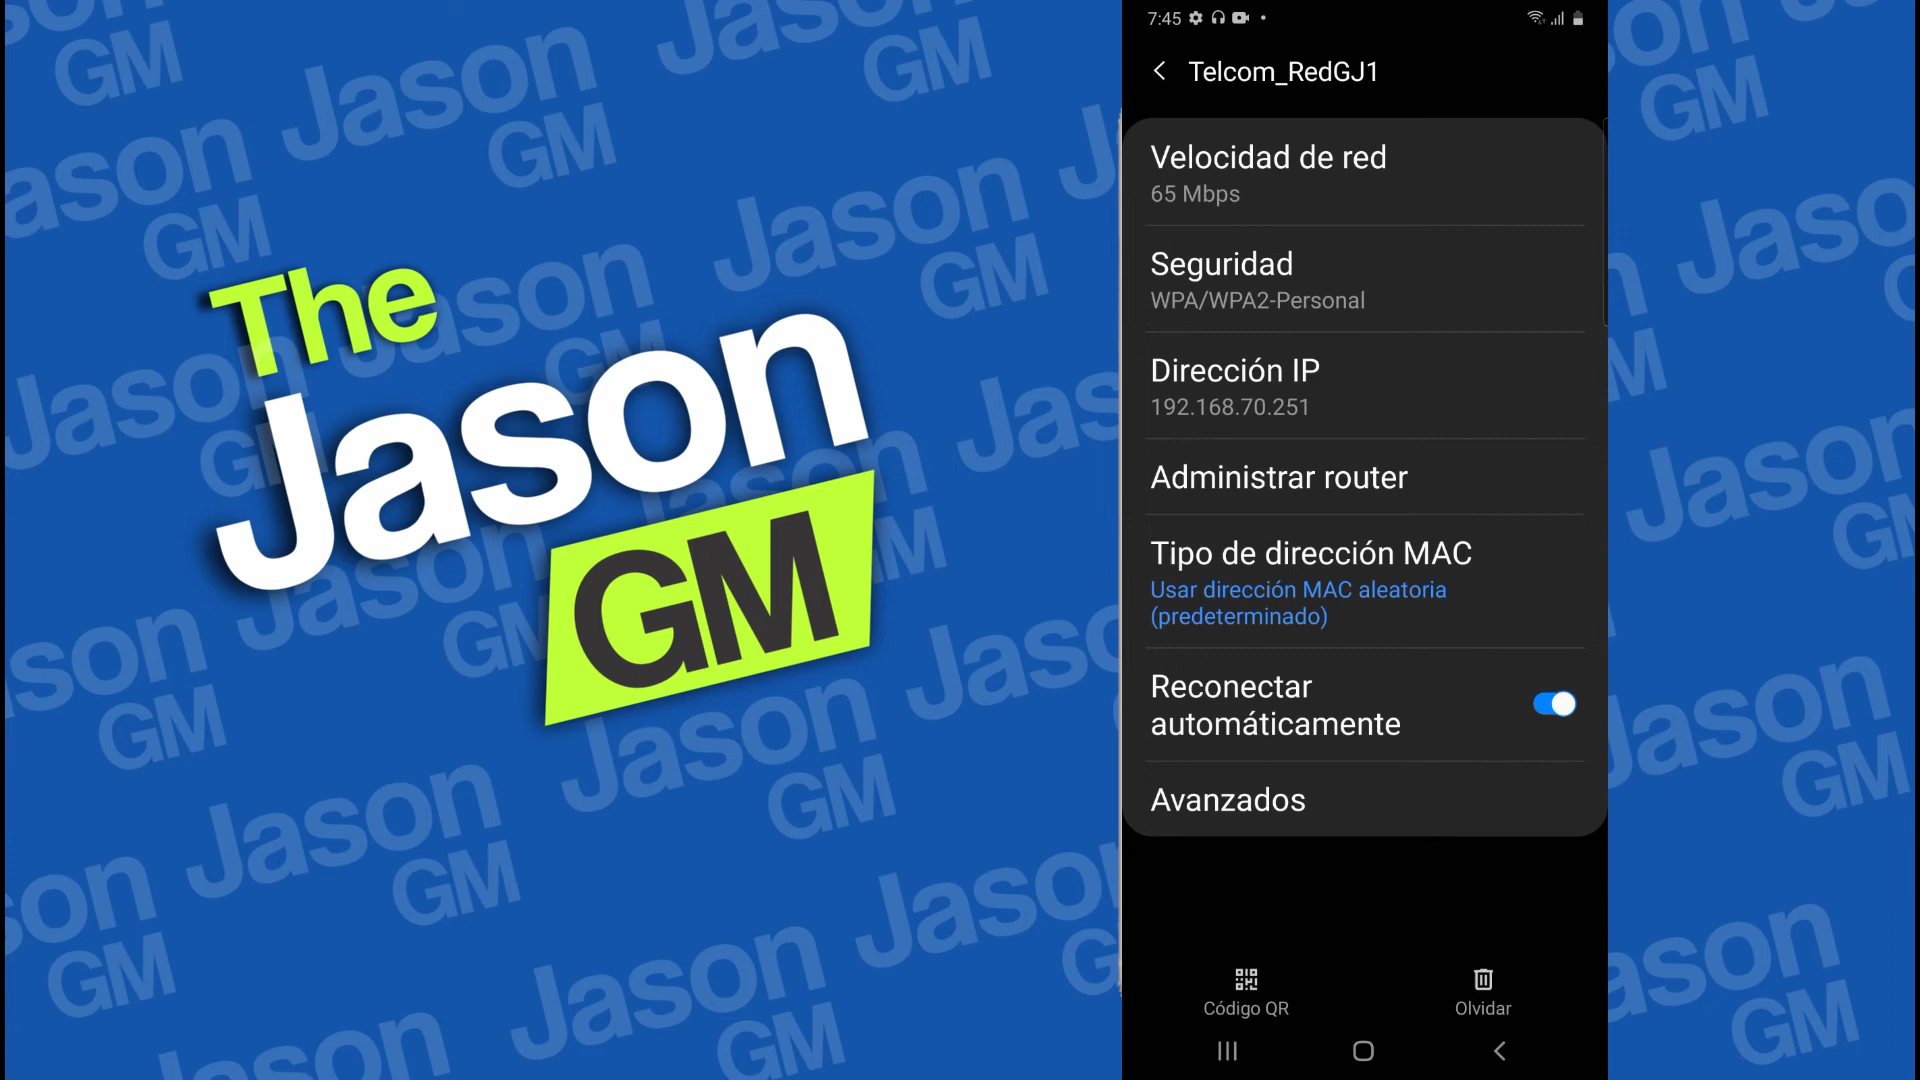 The
Jason
GM
7:45
Telcom_RedGJ1
Velocidad de red
65 Mbps
Seguridad
WPA/WPA2-Personal
Dirección IP
192.168.70.251
Administrar router
Tipo de dirección MAC
Usar dirección MAC aleatoria
(predeterminado)
Reconectar
automáticamente
Avanzados
Código QR
Olvidar